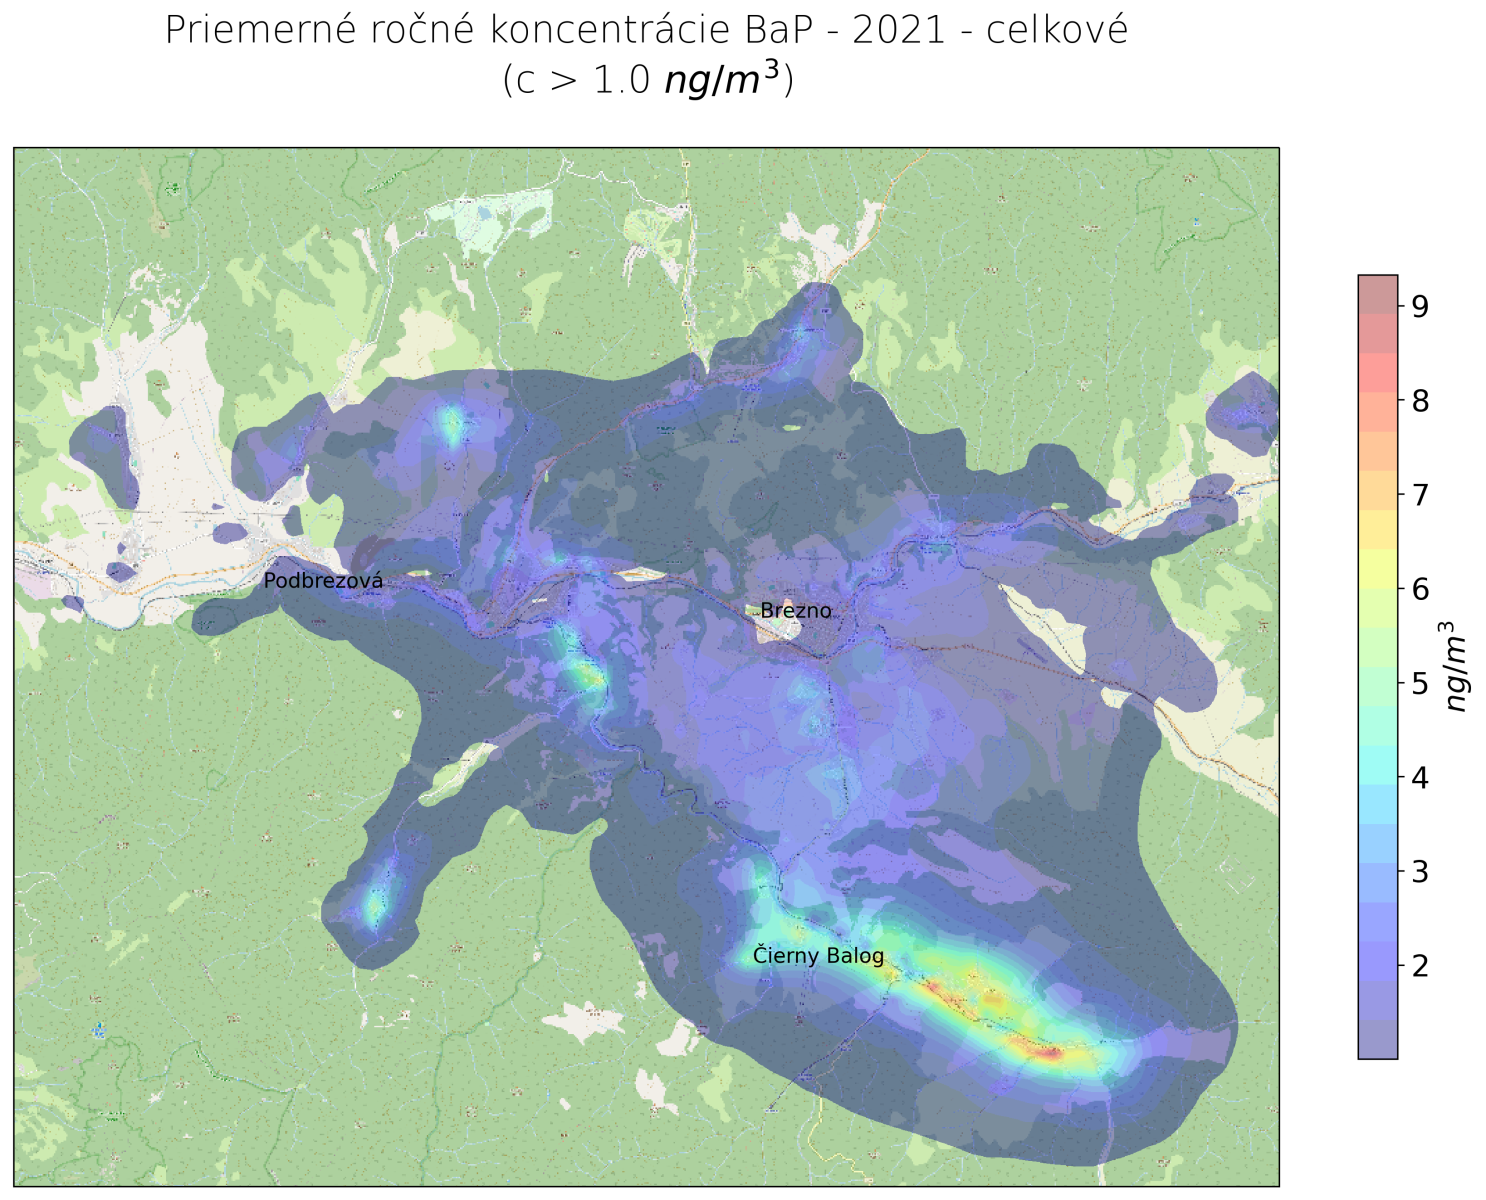 Priemerné ročné koncentrácie BaP - 2021 - celkové
(c > 1.0 ng/m³)
Podbrezová
Brezno
Čierny Balog
9
8
7
6
5
4
3
2
ng/m³